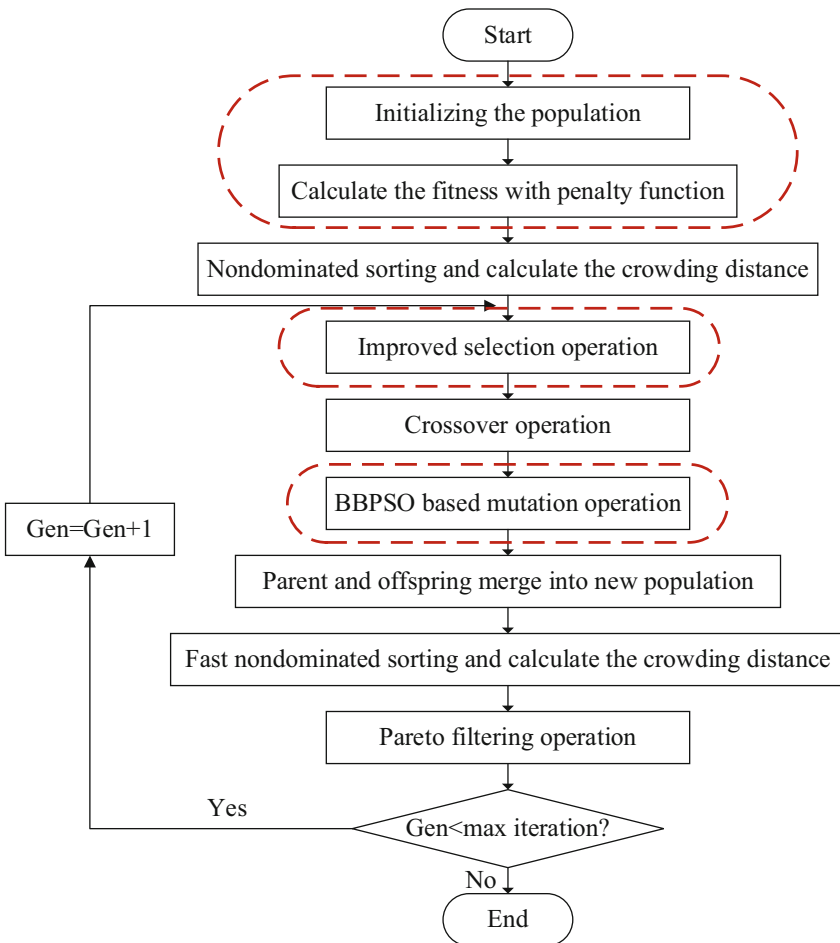 Start
Initializing the population
Calculate the fitness with penalty function
Nondominated sorting and calculate the crowding distance
Improved selection operation
Crossover operation
BBPSO based mutation operation
Gen=Gen+1
Parent and offspring merge into new population
Fast nondominated sorting and calculate the crowding distance
Pareto filtering operation
Yes
Gen<max iteration?
No
End